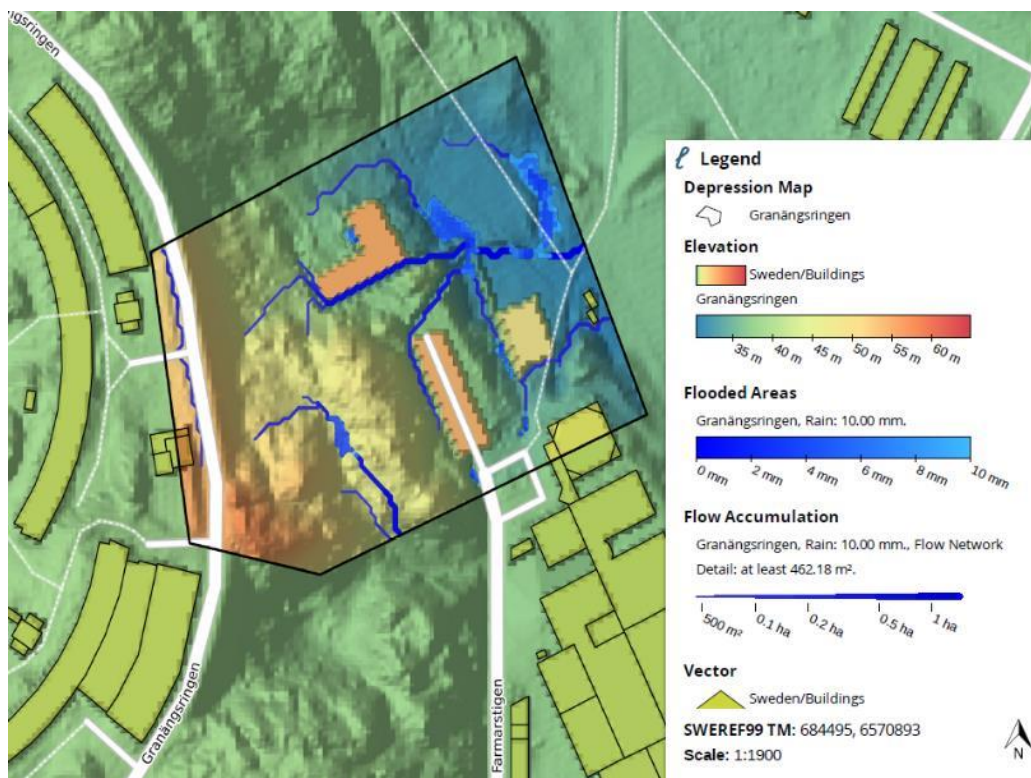 ngsringen
Legend
Depression Map
Granängsringen
Elevation
Sweden/Buildings
Granängsringen
35 m 40 m 45 m 50 m 55 m 60 m
Flooded Areas
Granängsringen, Rain: 10.00 mm.
0 mm 2 mm 4 mm 6 mm 8 mm 10 mm
Flow Accumulation
Granängsringen, Rain: 10.00 mm., Flow Network
Detail: at least 462.18 m².
500 m² 0.1 ha 0.2 ha 0.5 ha 1 ha
Vector
Sweden/Buildings
SWEREF99 TM: 684495, 6570893
Scale: 1:1900
N
Granängsringen
Farmarstigen